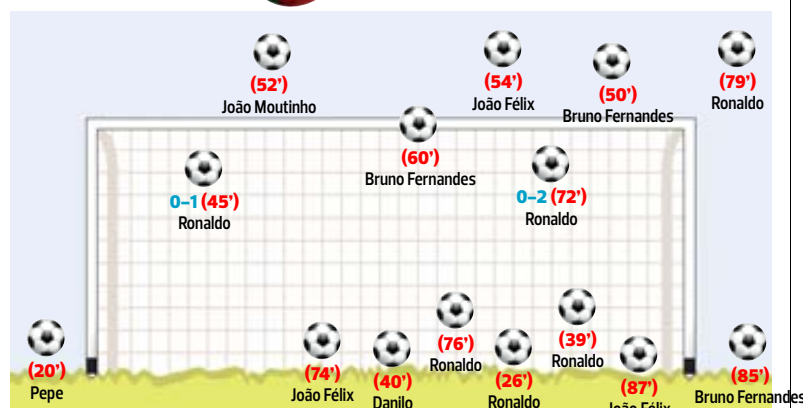 (52’)
João Moutinho
(54’)
João Félix
(50’)
Bruno Fernandes
(79’)
Ronaldo
(60’)
Bruno Fernandes
0–1 (45’)
Ronaldo
0–2 (72’)
Ronaldo
(20’)
Pepe
(74’)
João Félix
(40’)
Danilo
(76’)
Ronaldo
(26’)
Ronaldo
(39’)
Ronaldo
(87’)
João Félix
(85’)
Bruno Fernandes